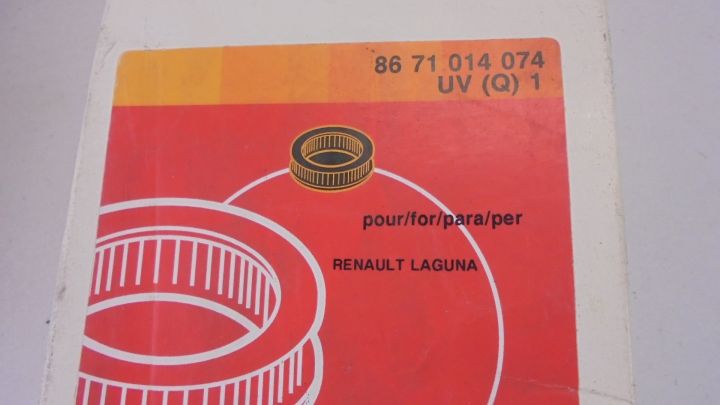 86 71 014 074
UV (Q) 1
pour/for/para/per
RENAULT LAGUNA